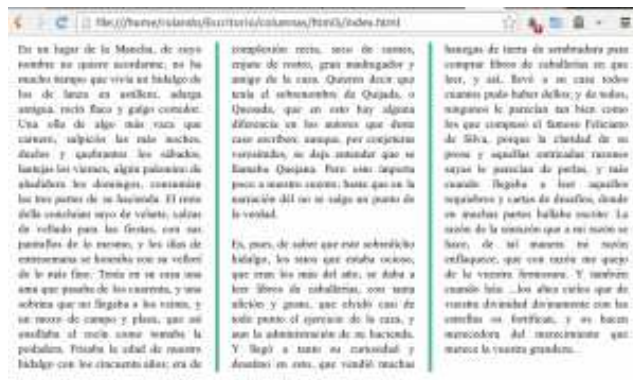 file:///home/rolando/Escritorio/columnas/html5/index.html
En un lugar de la Mancha, de cuyo
nombre no quiero acordarme, no ha
mucho tiempo que vivía un hidalgo de
los de lanza en astillero, adarga
antigua, rocín flaco y galgo corredor.
Una olla de algo más vaca que
carnero, salpicón las más noches,
duelos y quebrantos los sábados,
lantejas los viernes, algún palomino de
añadidura los domingos, consumían
las tres partes de su hacienda. El resto
della concluían sayo de velarte, calzas
de velludo para las fiestas, con sus
pantuflos de lo mesmo, y los días de
entresemana se honraba con su vellorí
de lo más fino. Tenía en su casa una
ama que pasaba de los cuarenta, y una
sobrina que no llegaba a los veinte, y
un mozo de campo y plaza, que así
ensillaba el rocín como tomaba la
podadera. Frisaba la edad de nuestro
hidalgo con los cincuenta años; era de
complexión recia, seco de carnes,
enjuto de rostro, gran madrugador y
amigo de la caza. Quieren decir que
tenía el sobrenombre de Quijada, o
Quesada, que en esto hay alguna
diferencia en los autores que deste
caso escriben; aunque, por conjeturas
verosímiles, se deja entender que se
llamaba Quejana. Pero esto importa
poco a nuestro cuento; basta que en la
narración dél no se salga un punto de
la verdad.
Es, pues, de saber que este sobredicho
hidalgo, los ratos que estaba ocioso,
que eran los más del año, se daba a
leer libros de caballerías, con tanta
afición y gusto, que olvidó casi de
todo punto el ejercicio de la caza, y
aun la administración de su hacienda.
Y llegó a tanto su curiosidad y
desatino en esto, que vendió muchas
hanegas de tierra de sembradura para
comprar libros de caballerías en que
leer, y así, llevó a su casa todos
cuantos pudo haber dellos; y de todos,
ningunos le parecían tan bien como
los que compuso el famoso Feliciano
de Silva, porque la claridad de su
prosa y aquellas entricadas razones
suyas le parecían de perlas, y más
cuando llegaba a leer aquellos
requiebros y cartas de desafíos, donde
en muchas partes hallaba escrito: La
razón de la sinrazón que a mi razón se
hace, de tal manera mi razón
enflaquece, que con razón me quejo
de la vuestra fermosura. Y también
cuando leía: ...los altos cielos que de
vuestra divinidad divinamente con las
estrellas os fortifican, y os hacen
merecedora del merecimiento que
merece la vuestra grandeza.